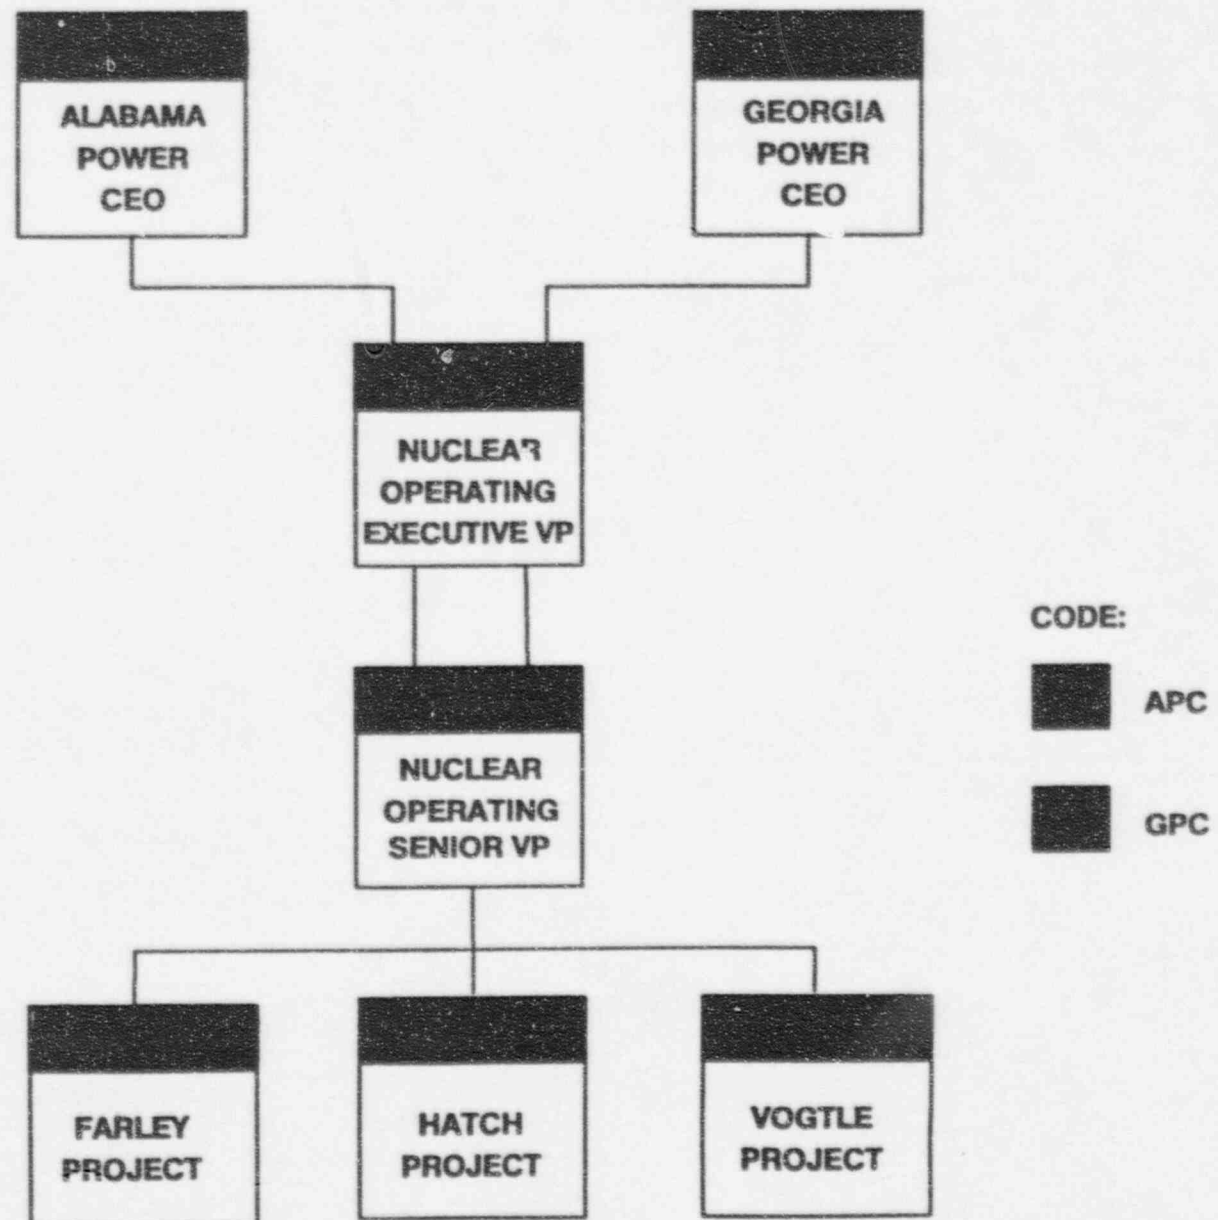 ALABAMA
POWER
CEO
GEORGIA
POWER
CEO
NUCLEAR
OPERATING
EXECUTIVE VP
NUCLEAR
OPERATING
SENIOR VP
CODE:
APC
GPC
FARLEY
PROJECT
HATCH
PROJECT
VOGTLE
PROJECT